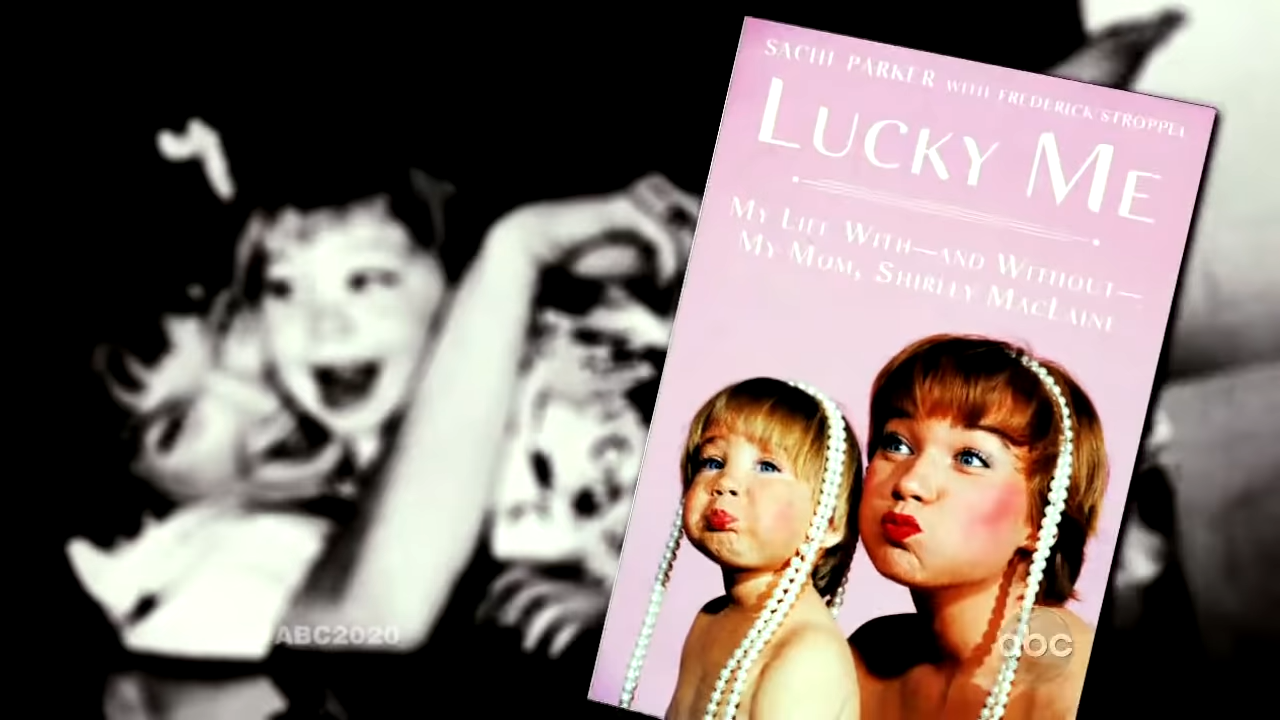 SACHI PARKER WITH FREDERICK STROPPEL
LUCKY ME
MY LIFE WITH—AND WITHOUT—
MY MOM, SHIRLEY MACLAINE
ABC2020
abc